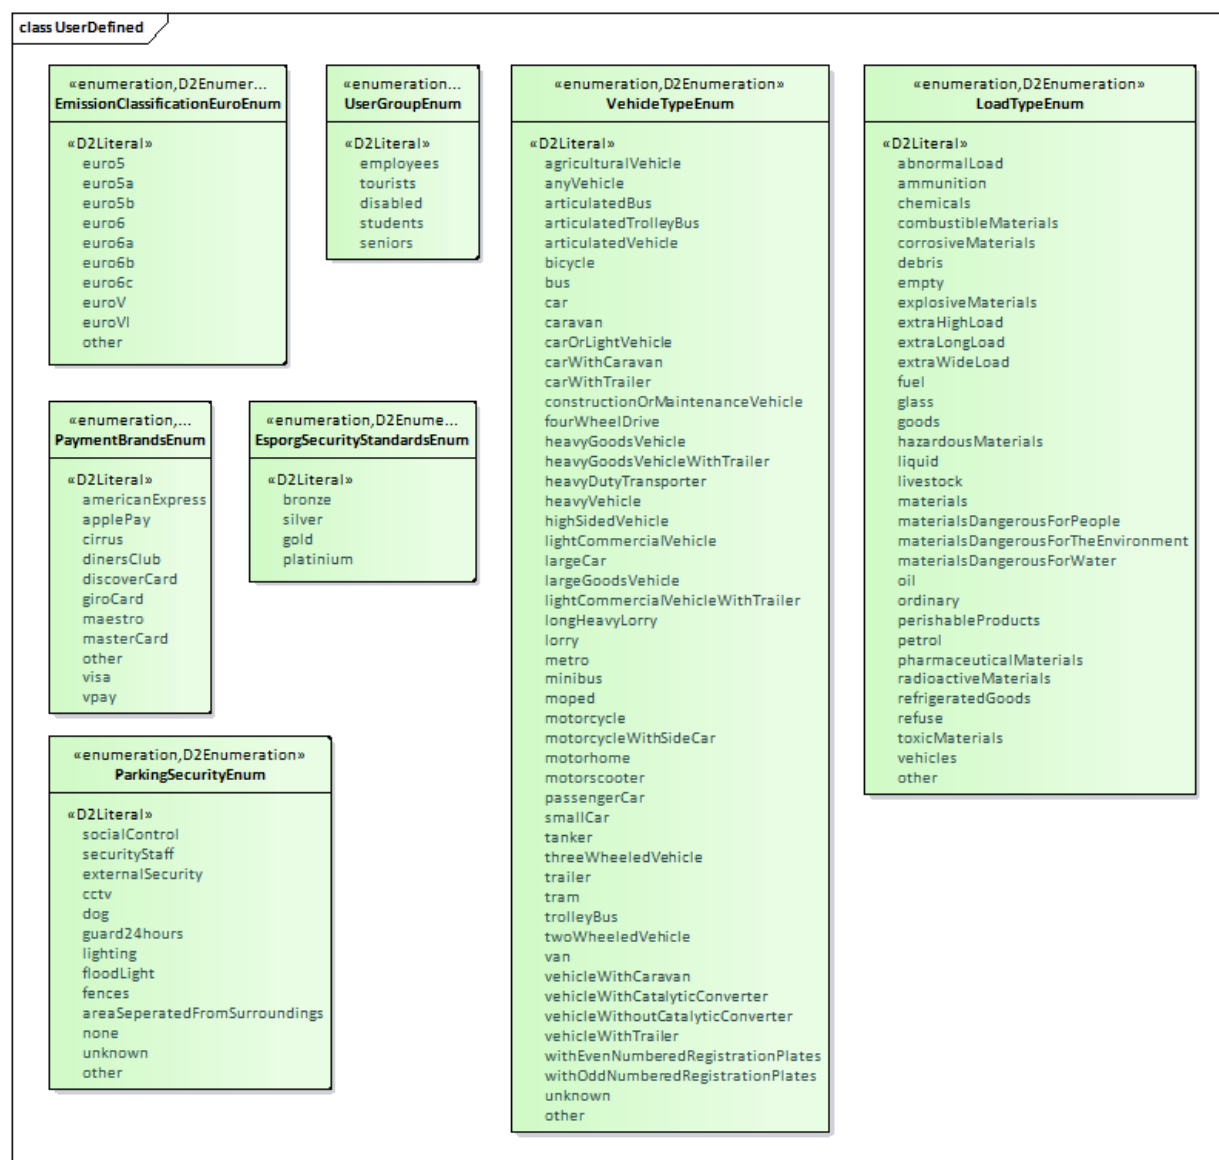 class UserDefined
«enumeration,D2Enumer...
EmissionClassificationEuroEnum
«D2Literal»
euro5
euro5a
euro5b
euro6
euro6a
euro6b
euro6c
euroV
euroVI
other
«enumeration...
UserGroupEnum
«D2Literal»
employees
tourists
disabled
students
seniors
«enumeration,D2Enumeration»
VehicleTypeEnum
«D2Literal»
agriculturalVehicle
anyVehicle
articulatedBus
articulatedTrolleyBus
articulatedVehicle
bicycle
bus
car
caravan
carOrLightVehicle
carWithCaravan
carWithTrailer
constructionOrMaintenanceVehicle
fourWheelDrive
heavyGoodsVehicle
heavyGoodsVehicleWithTrailer
heavyDutyTransporter
heavyVehicle
highSidedVehicle
lightCommercialVehicle
largeCar
largeGoodsVehicle
lightCommercialVehicleWithTrailer
longHeavyLorry
lorry
metro
minibus
moped
motorcycle
motorcycleWithSideCar
motorhome
motorscooter
passengerCar
smallCar
tanker
threeWheeledVehicle
trailer
tram
trolleyBus
twoWheeledVehicle
van
vehicleWithCaravan
vehicleWithCatalyticConverter
vehicleWithoutCatalyticConverter
vehicleWithTrailer
withEvenNumberedRegistrationPlates
withOddNumberedRegistrationPlates
unknown
other
«enumeration,D2Enumeration»
LoadTypeEnum
«D2Literal»
abnormalLoad
ammunition
chemicals
combustibleMaterials
corrosiveMaterials
debris
empty
explosiveMaterials
extraHighLoad
extraLongLoad
extraWideLoad
fuel
glass
goods
hazardousMaterials
liquid
livestock
materials
materialsDangerousForPeople
materialsDangerousForTheEnvironment
materialsDangerousForWater
oil
ordinary
perishableProducts
petrol
pharmaceuticalMaterials
radioactiveMaterials
refrigeratedGoods
refuse
toxicMaterials
vehicles
other
«enumeration,...
PaymentBrandsEnum
«D2Literal»
americanExpress
applePay
cirrus
dinersClub
discoverCard
giroCard
maestro
masterCard
other
visa
vpay
«enumeration,D2Enume...
EsporgSecurityStandardsEnum
«D2Literal»
bronze
silver
gold
platinium
«enumeration,D2Enumeration»
ParkingSecurityEnum
«D2Literal»
socialControl
securityStaff
externalSecurity
cctv
dog
guard24hours
lighting
floodLight
fences
areaSeperatedFromSurroundings
none
unknown
other